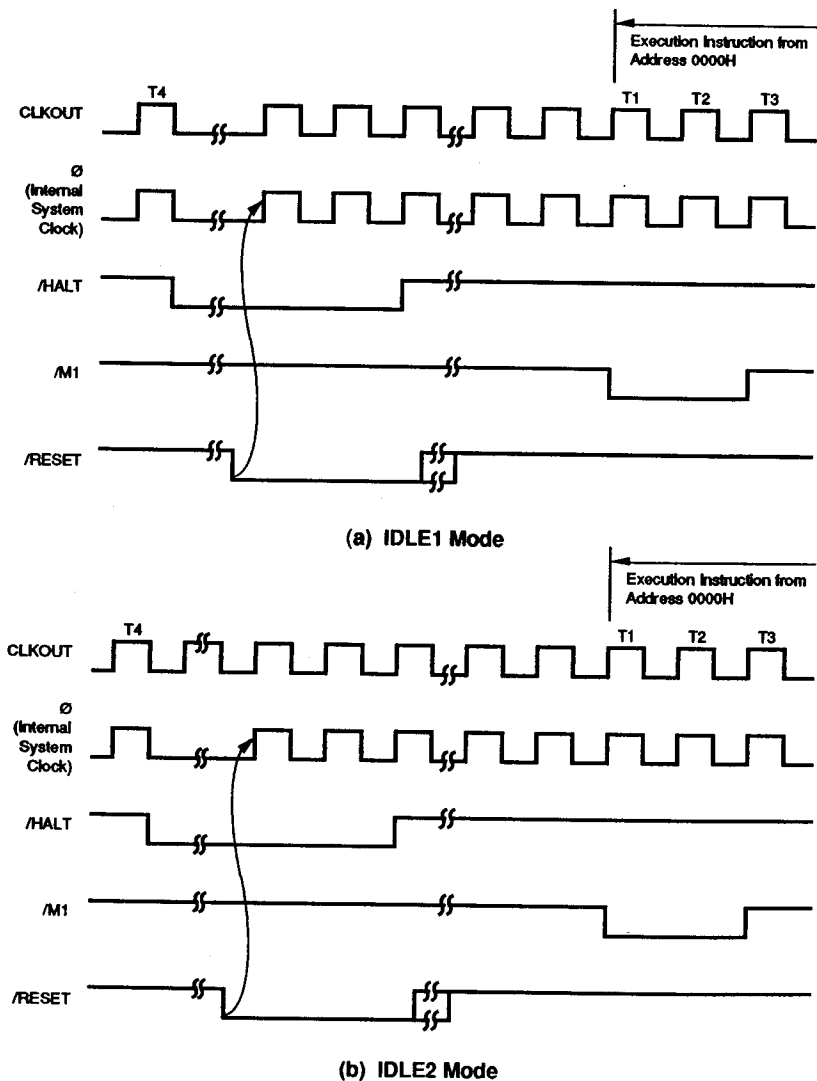 Execution Instruction from
Address 0000H
T4
T1
T2
T3
CLKOUT
Ø
(Internal
System
Clock)
/HALT
/M1
/RESET
(a) IDLE1 Mode
Execution Instruction from
Address 0000H
T4
T1
T2
T3
CLKOUT
Ø
(Internal
System
Clock)
/HALT
/M1
/RESET
(b) IDLE2 Mode